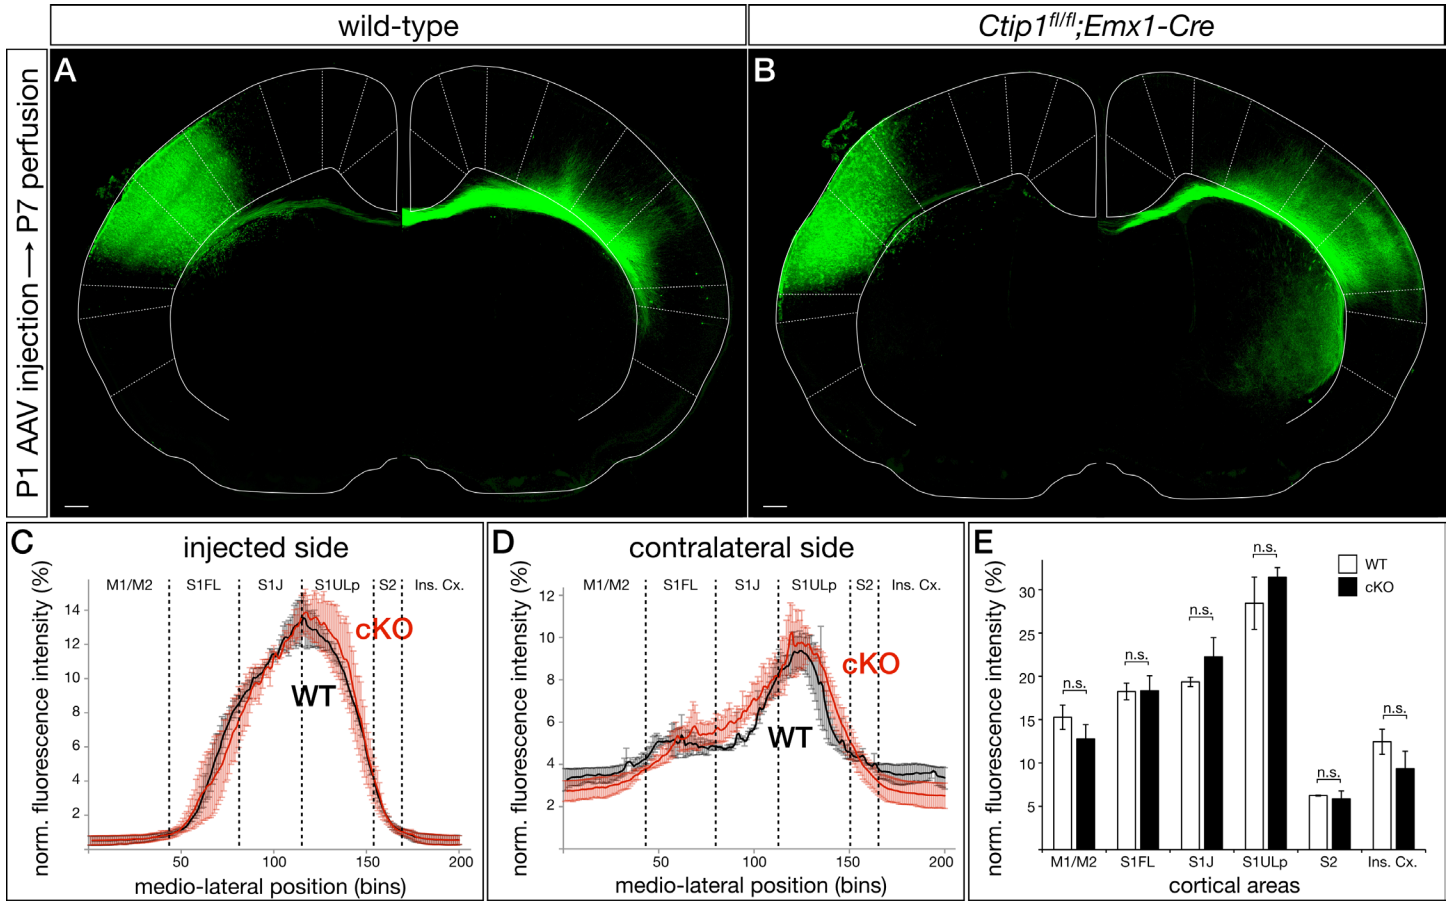 wild-type
Ctip1fl/fl;Emx1-Cre
P1 AAV injection → P7 perfusion
A
B
C
injected side
norm. fluorescence intensity (%)
M1/M2 S1FL S1J S1ULp S2 Ins. Cx.
14
12
10
8
6
4
2
cKO
WT
50 100 150 200
medio-lateral position (bins)
D
contralateral side
norm. fluorescence intensity (%)
M1/M2 S1FL S1J S1ULp S2 Ins. Cx.
12
10
8
6
4
2
cKO
WT
50 100 150 200
medio-lateral position (bins)
E
norm. fluorescence intensity (%)
30
25
20
15
10
5
n.s.
n.s.
n.s.
n.s.
n.s.
n.s.
WT
cKO
M1/M2 S1FL S1J S1ULp S2 Ins. Cx.
cortical areas